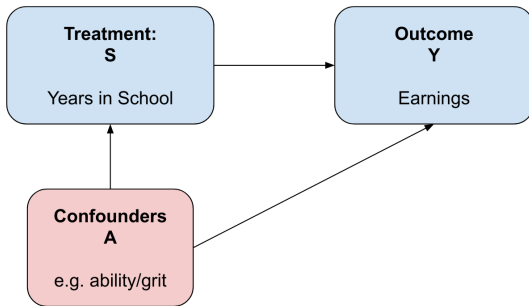 Treatment:
S
Years in School
Outcome
Y
Earnings
Confounders
A
e.g. ability/grit